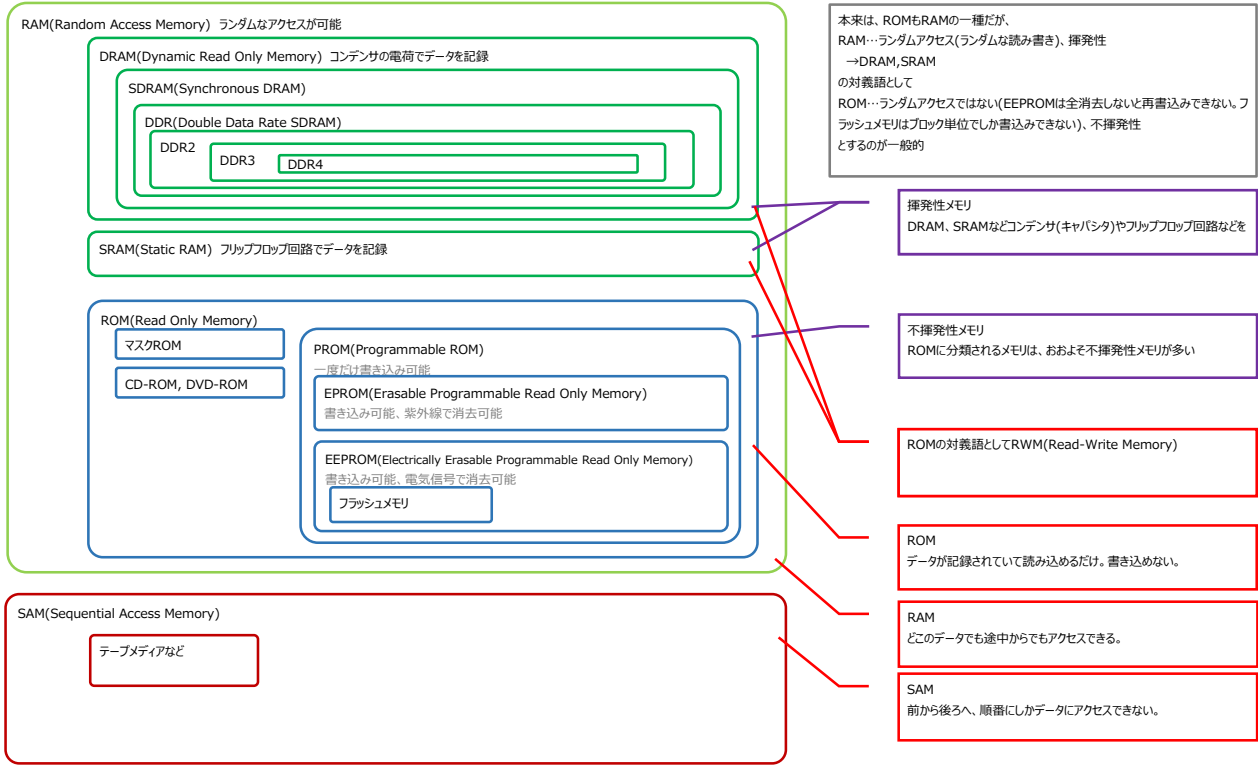 RAM(Random Access Memory) ランダムなアクセスが可能
DRAM(Dynamic Read Only Memory) コンデンサの電荷でデータを記録
SDRAM(Synchronous DRAM)
DDR(Double Data Rate SDRAM)
DDR2
DDR3
DDR4
SRAM(Static RAM) フリップフロップ回路でデータを記録
ROM(Read Only Memory)
マスクROM
CD-ROM, DVD-ROM
PROM(Programmable ROM)
一度だけ書き込み可能
EPROM(Erasable Programmable Read Only Memory)
書き込み可能、紫外線で消去可能
EEPROM(Electrically Erasable Programmable Read Only Memory)
書き込み可能、電気信号で消去可能
フラッシュメモリ
SAM(Sequential Access Memory)
テープメディアなど
本来は、ROMもRAMの一種だが、
RAM…ランダムアクセス(ランダムな読み書き)、揮発性
→DRAM,SRAM
の対義語として
ROM…ランダムアクセスではない(EEPROMは全消去しないと再書込みできない。フ
ラッシュメモリはブロック単位でしか書込みできない)、不揮発性
とするのが一般的
揮発性メモリ
DRAM、SRAMなどコンデンサ(キャパシタ)やフリップフロップ回路などを
不揮発性メモリ
ROMに分類されるメモリは、おおよそ不揮発性メモリが多い
ROMの対義語としてRWM(Read-Write Memory)
ROM
データが記録されていて読み込めるだけ。書き込めない。
RAM
どこのデータでも途中からでもアクセスできる。
SAM
前から後ろへ、順番にしかデータにアクセスできない。